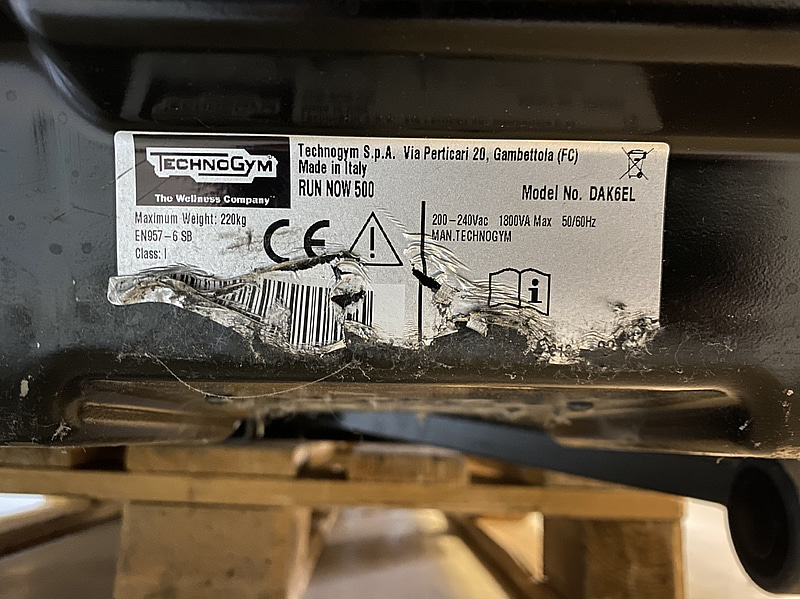 TECHNOGYM
The Wellness Company
Technogym S.p.A. Via Perticari 20, Gambettola (FC)
Made in Italy
RUN NOW 500
Model No. DAK6EL
Maximum Weight: 220kg
EN957-6 SB
Class: I
CE
200-240Vac 1800VA Max 50/60Hz
MAN.TECHNOGYM